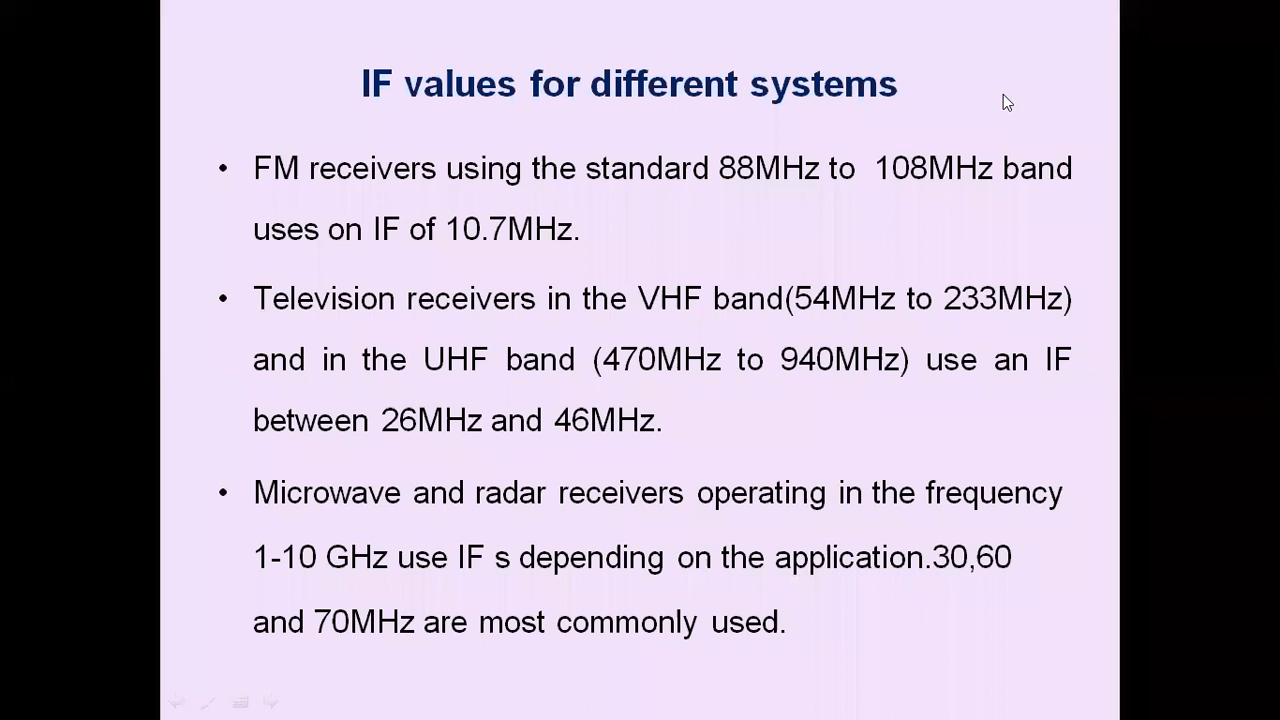 IF values for different systems
• FM receivers using the standard 88MHz to 108MHz band
uses on IF of 10.7MHz.
• Television receivers in the VHF band(54MHz to 233MHz)
and in the UHF band (470MHz to 940MHz) use an IF
between 26MHz and 46MHz.
• Microwave and radar receivers operating in the frequency
1-10 GHz use IF s depending on the application.30,60
and 70MHz are most commonly used.